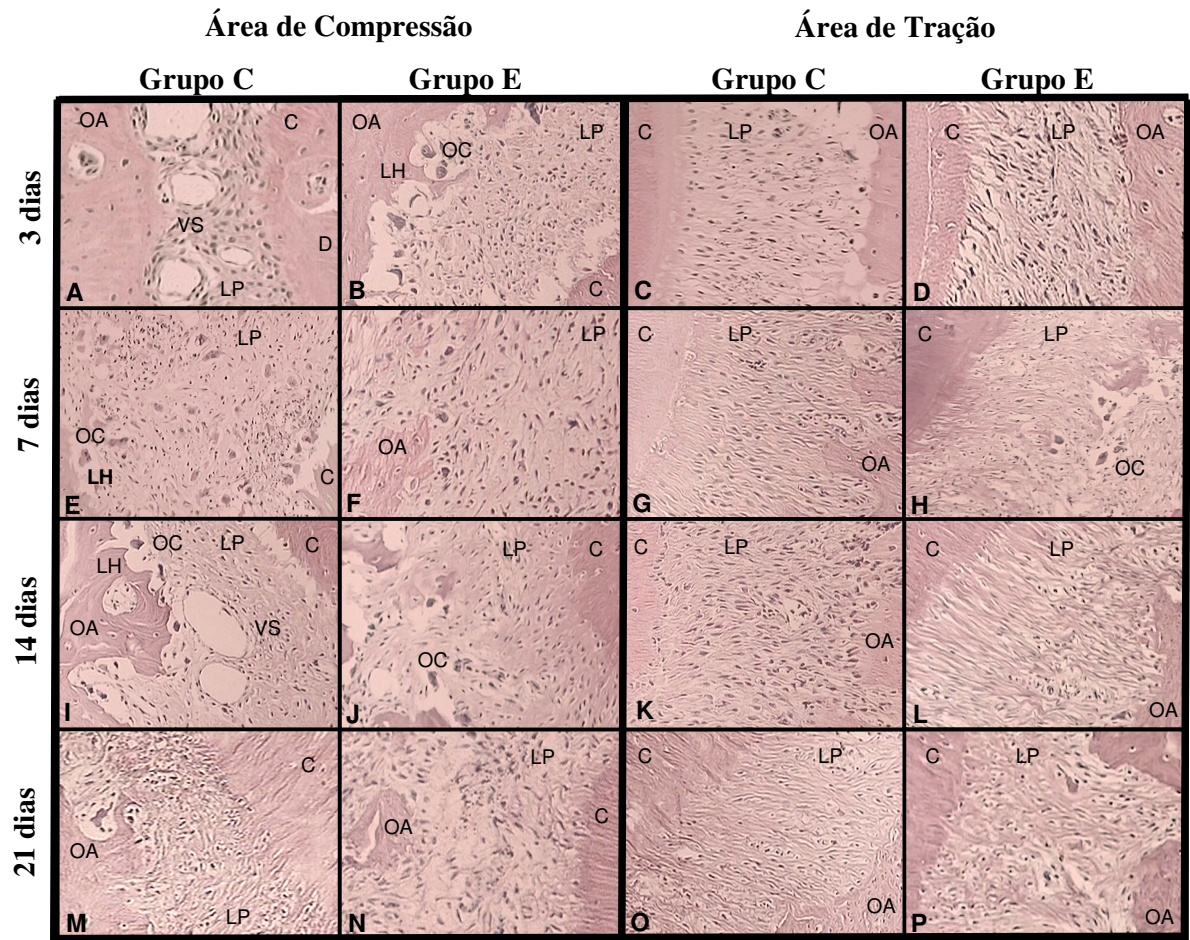 Área de Compressão Área de Tração
Grupo C Grupo E Grupo C Grupo E
3 dias
OA C VS D LP A
OA OC LP LH C B
C LP OA C
C LP OA D
7 dias
LP OC LH C E
LP OA F
C LP OA G
C LP OC H
14 dias
OC LP C LH OA VS I
LP C OC J
C LP OA K
C LP OA L
21 dias
C OA LP M
LP OA C N
C LP OA O
C LP OA P